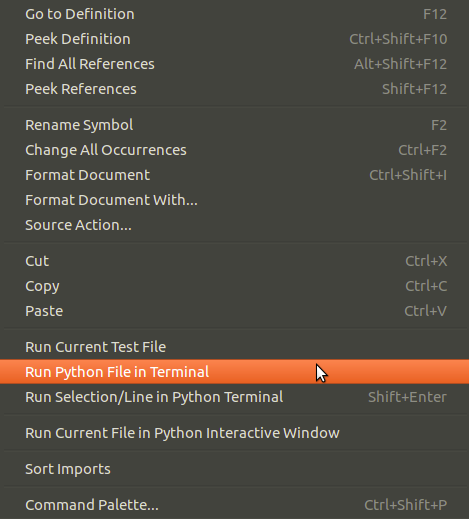 Go to Definition F12
Peek Definition Ctrl+Shift+F10
Find All References Alt+Shift+F12
Peek References Shift+F12
Rename Symbol F2
Change All Occurrences Ctrl+F2
Format Document Ctrl+Shift+I
Format Document With...
Source Action...
Cut Ctrl+X
Copy Ctrl+C
Paste Ctrl+V
Run Current Test File
Run Python File in Terminal
Run Selection/Line in Python Terminal Shift+Enter
Run Current File in Python Interactive Window
Sort Imports
Command Palette... Ctrl+Shift+P